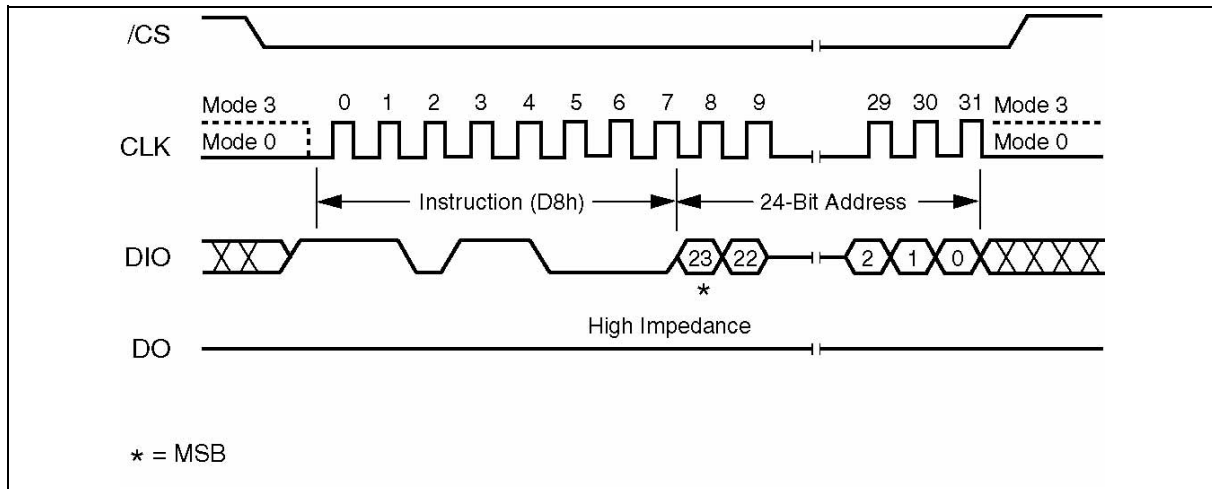 /CS
Mode 3 0 1 2 3 4 5 6 7 8 9 29 30 31 Mode 3
CLK Mode 0 Mode 0
Instruction (D8h) 24-Bit Address
DIO 23 22 2 1 0
*
High Impedance
DO
* = MSB